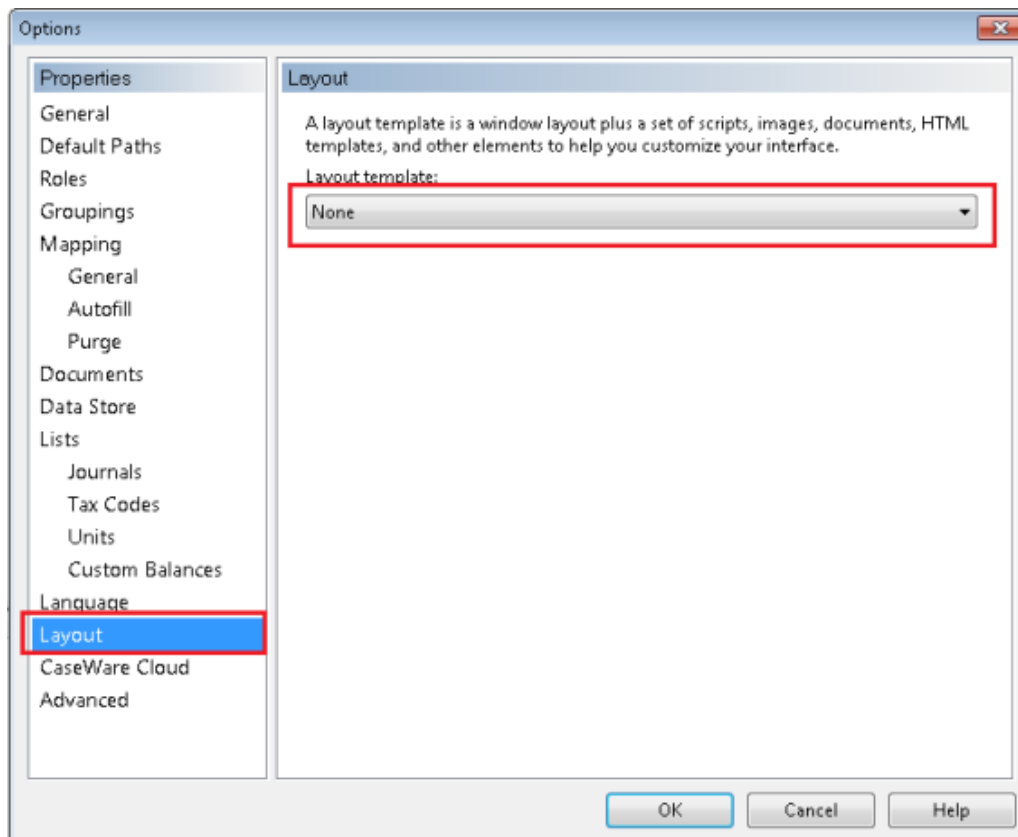 Options
Properties
General
Default Paths
Roles
Groupings
Mapping
General
Autofill
Purge
Documents
Data Store
Lists
Journals
Tax Codes
Units
Custom Balances
Language
Layout
CaseWare Cloud
Advanced
Layout
A layout template is a window layout plus a set of scripts, images, documents, HTML
templates, and other elements to help you customize your interface.
Layout template:
None
OK
Cancel
Help